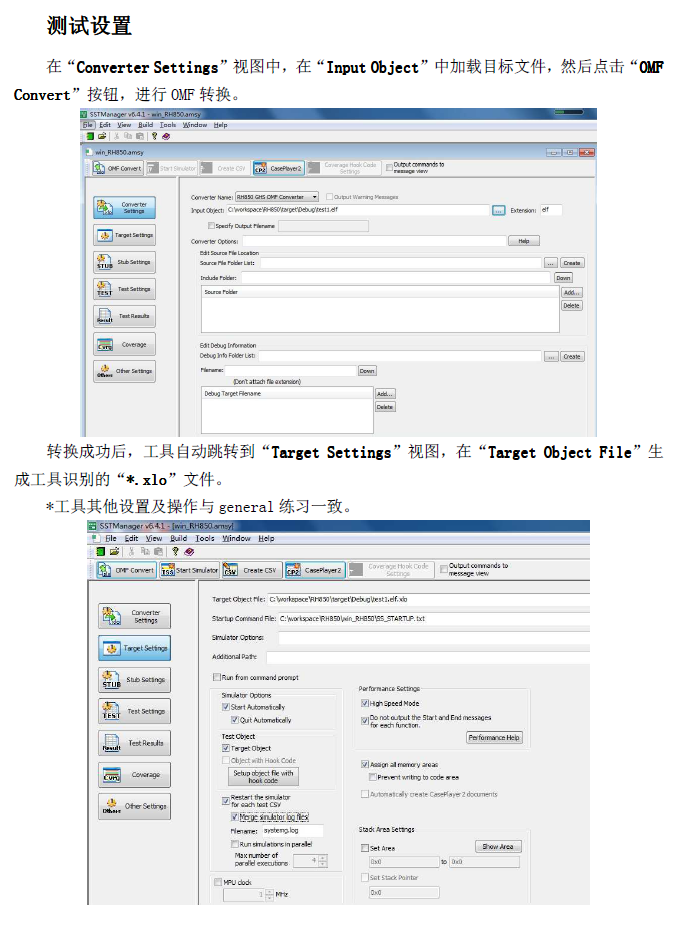 测试设置
在“Converter Settings”视图中，在“Input Object”中加载目标文件，然后点击“OMF
Convert”按钮，进行 OMF 转换。
SSTManager v6.4.1 - win_RH850.amsy
File Edit View Build Tools Window Help
win_RH850.amsy
OMF Convert Start Simulator Create CSV CasePlayer2 Coverage Hook Code Settings Output commands to message view
Converter Settings
Target Settings
Stub Settings
Test Settings
Test Results
Coverage
Other Settings
Converter Name: RH850 GHS OMF Converter Output Warning Messages
Input Object: C:\workspace\RH850\target\Debug\test1.elf ... Extension: elf
Specify Output Filename
Converter Options: Help
Edit Source File Location
Source File Folder List: ... Create
Include Folder: Down
Source Folder Add...
Delete
Edit Debug Information
Debug Info Folder List: ... Create
Filename: Down
(Don't attach file extension)
Debug Target Filename Add...
Delete
转换成功后，工具自动跳转到“Target Settings”视图，在“Target Object File”生
成工具识别的“*.xlo”文件。
*工具其他设置及操作与 general 练习一致。
SSTManager v6.4.1 - [win_RH850.amsy]
File Edit View Build Tools Window Help
OMF Convert Start Simulator Create CSV CasePlayer2 Coverage Hook Code Settings Output commands to message view
Converter Settings
Target Settings
Stub Settings
Test Settings
Test Results
Coverage
Other Settings
Target Object File: C:\workspace\RH850\target\Debug\test1.elf.xlo
Startup Command File: C:\workspace\RH850\win_RH850\SS_STARTUP.txt
Simulator Options:
Additional Path:
Run from command prompt
Simulator Options
Start Automatically
Quit Automatically
Test Object
Target Object
Object with Hook Code
Setup object file with
hook code
Restart the simulator
for each test CSV
Merge simulator log files
Filename: systemg.log
Run simulations in parallel
Max number of
parallel executions 4
MPU clock
1 MHz
Performance Settings
High Speed Mode
Do not output the Start and End messages
for each function.
Performance Help
Assign all memory areas
Prevent writing to code area
Automatically create CasePlayer2 documents
Stack Area Settings
Set Area Show Area
0x0 to 0x0
Set Stack Pointer
0x0